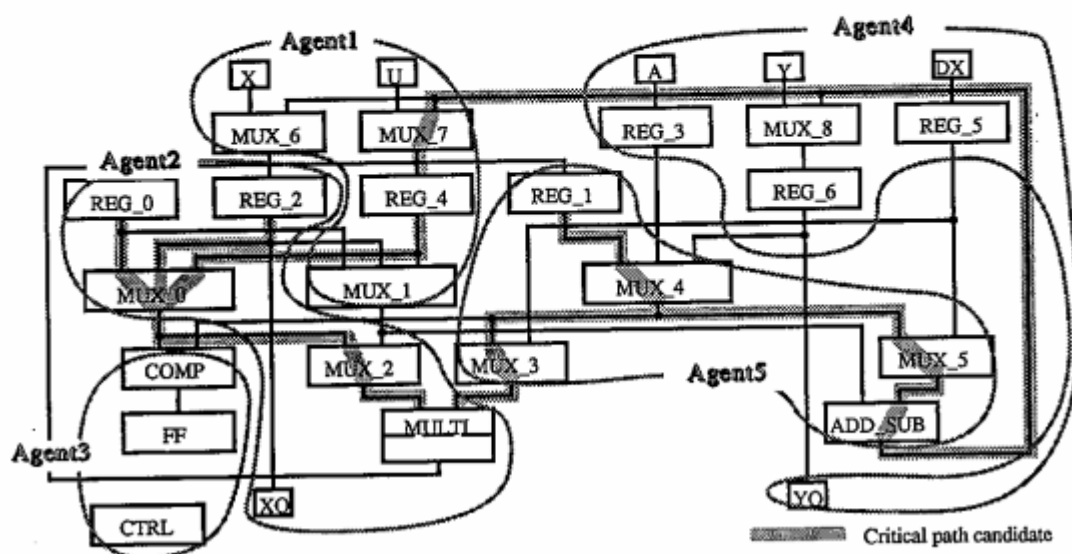 Agent1
Agent4
X
U
A
Y
DX
MUX_6
MUX_7
REG_3
MUX_8
REG_5
Agent2
REG_0
REG_2
REG_4
REG_1
REG_6
MUX_0
MUX_1
MUX_4
COMP
MUX_2
MUX_3
Agent5
MUX_5
FF
MULTI
ADD_SUB
Agent3
XO
YO
CTRL
Critical path candidate